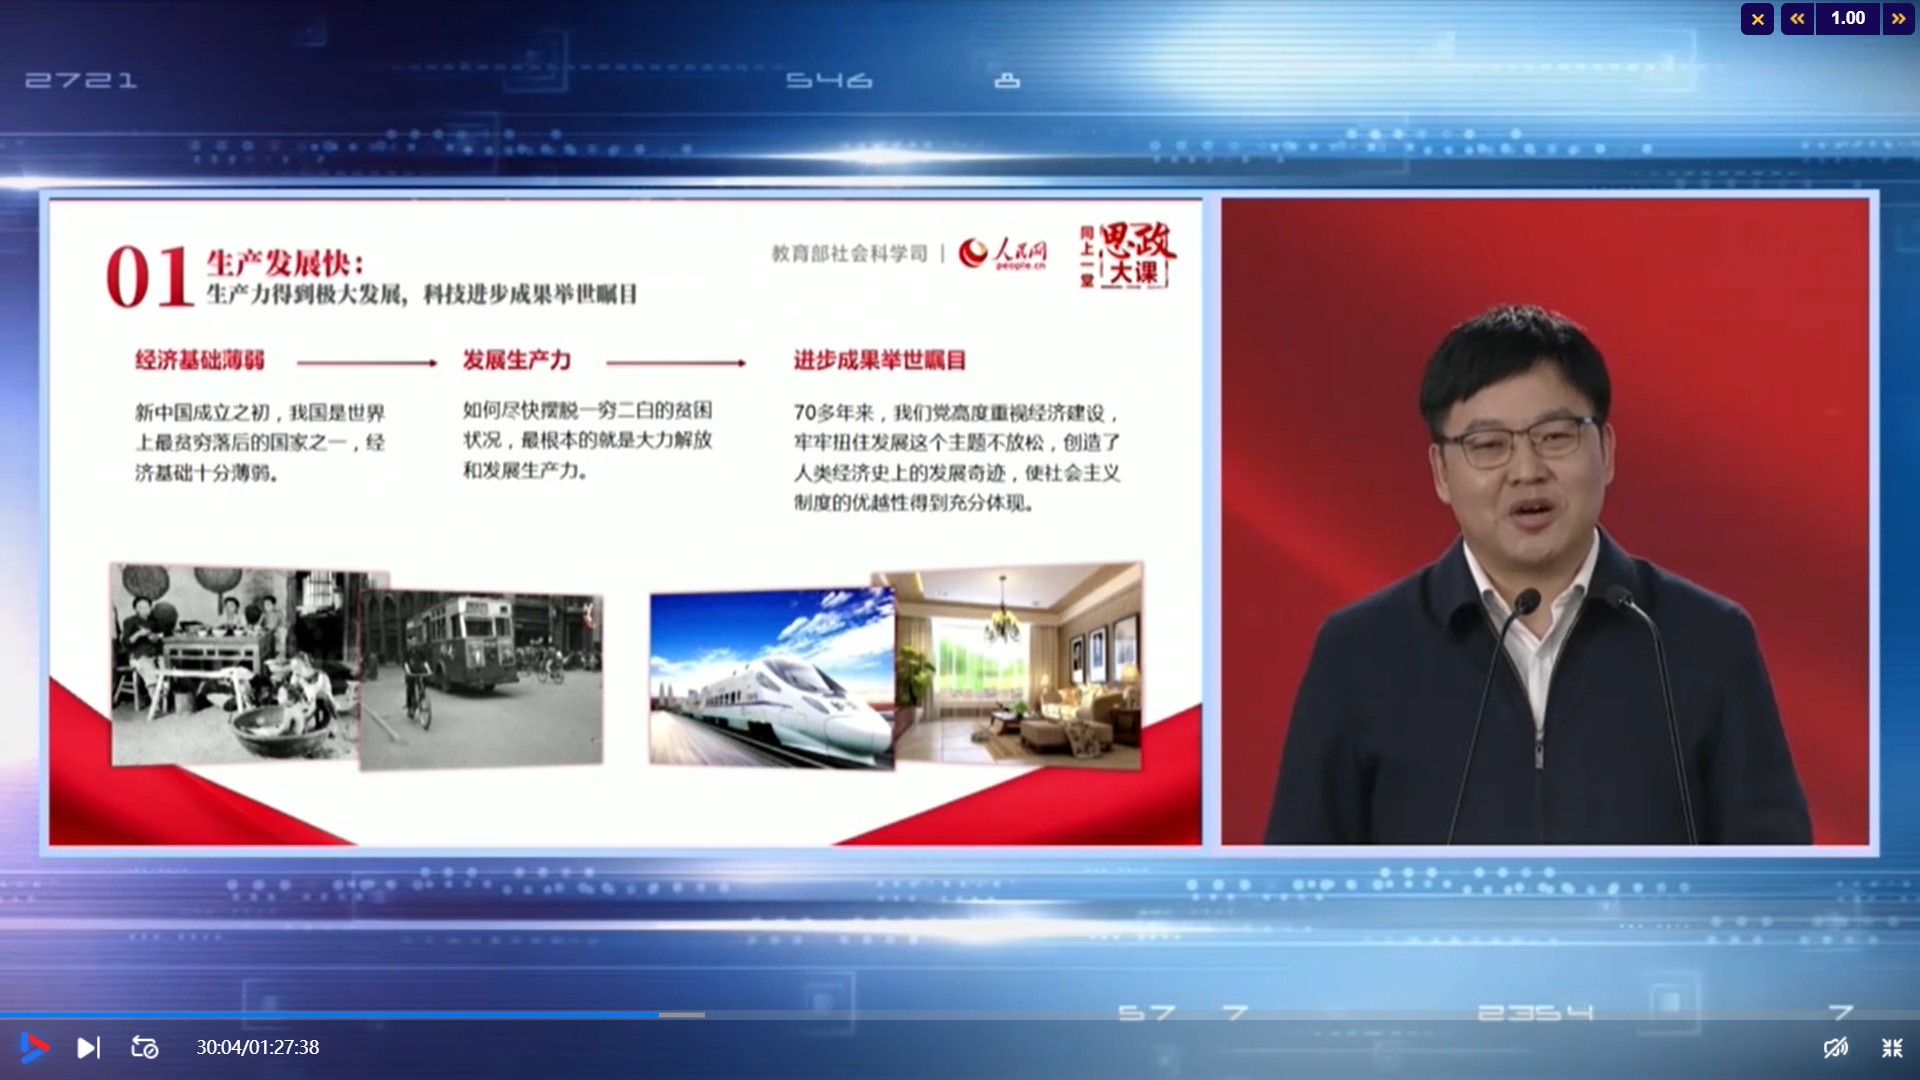 1.00
2721
546
01
生产发展快：
生产力得到极大发展，科技进步成果举世瞩目
教育部社会科学司 | 人民网
people.cn
同上一堂
思政
大课
经济基础薄弱
新中国成立之初，我国是世界
上最贫穷落后的国家之一，经
济基础十分薄弱。
发展生产力
如何尽快摆脱一穷二白的贫困
状况，最根本的就是大力解放
和发展生产力。
进步成果举世瞩目
70多年来，我们党高度重视经济建设，
牢牢扭住发展这个主题不放松，创造了
人类经济史上的发展奇迹，使社会主义
制度的优越性得到充分体现。
57 7
2354
7
30:04/01:27:38